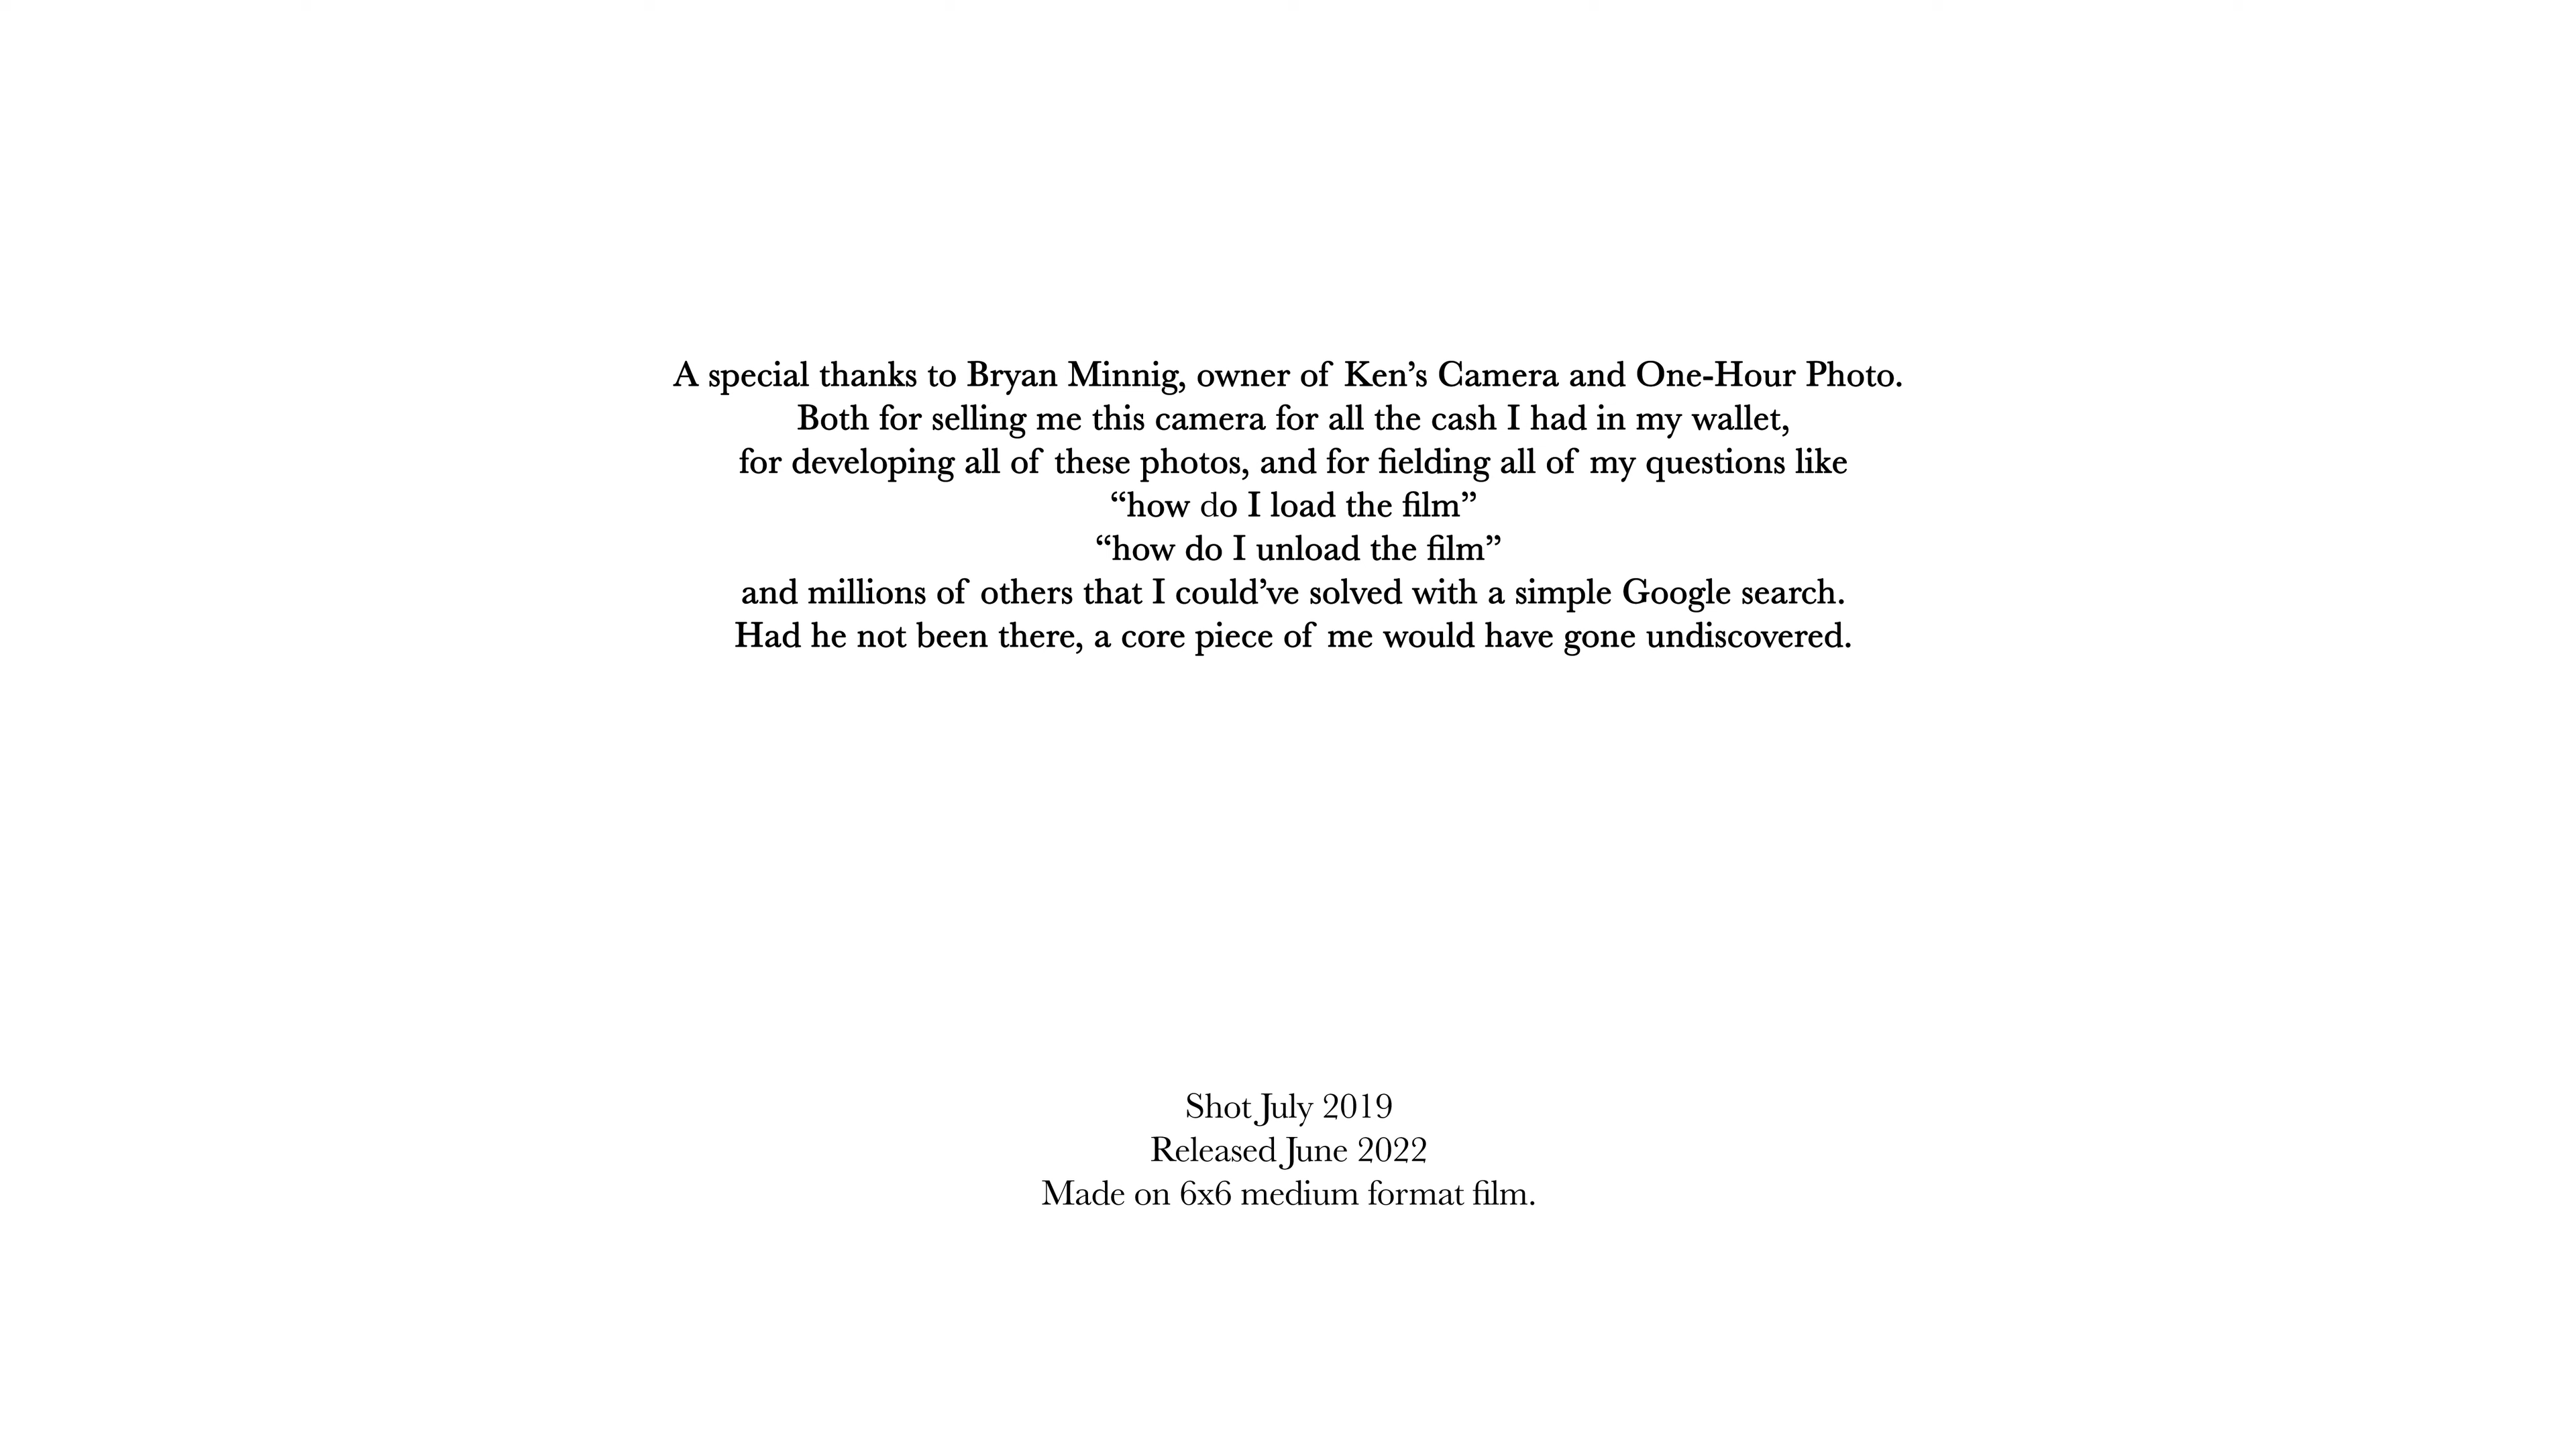 A special thanks to Bryan Minnig, owner of Ken’s Camera and One-Hour Photo.
Both for selling me this camera for all the cash I had in my wallet,
for developing all of these photos, and for fielding all of my questions like
“how do I load the film”
“how do I unload the film”
and millions of others that I could’ve solved with a simple Google search.
Had he not been there, a core piece of me would have gone undiscovered.
Shot July 2019
Released June 2022
Made on 6x6 medium format film.